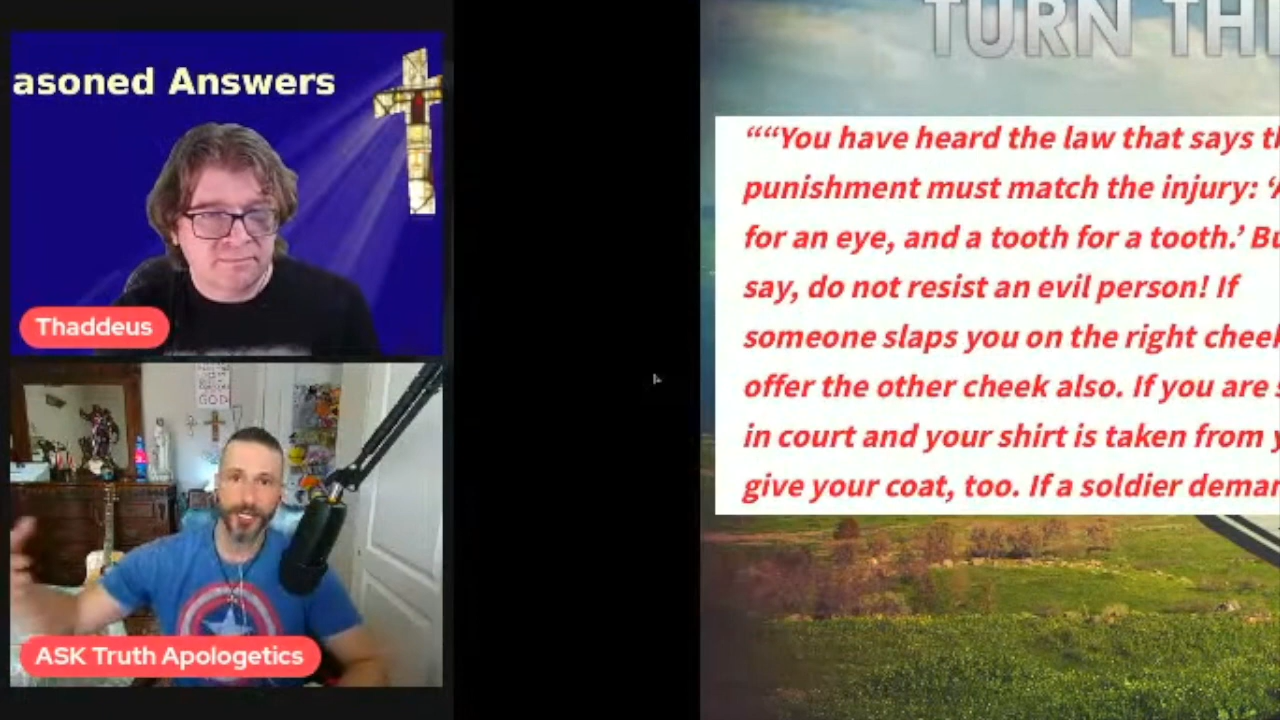 asoned Answers
Thaddeus
GOD
ASK Truth Apologetics
TURN TH
““You have heard the law that says th
punishment must match the injury: ‘A
for an eye, and a tooth for a tooth.’ Bu
say, do not resist an evil person! If
someone slaps you on the right cheek
offer the other cheek also. If you are s
in court and your shirt is taken from y
give your coat, too. If a soldier deman